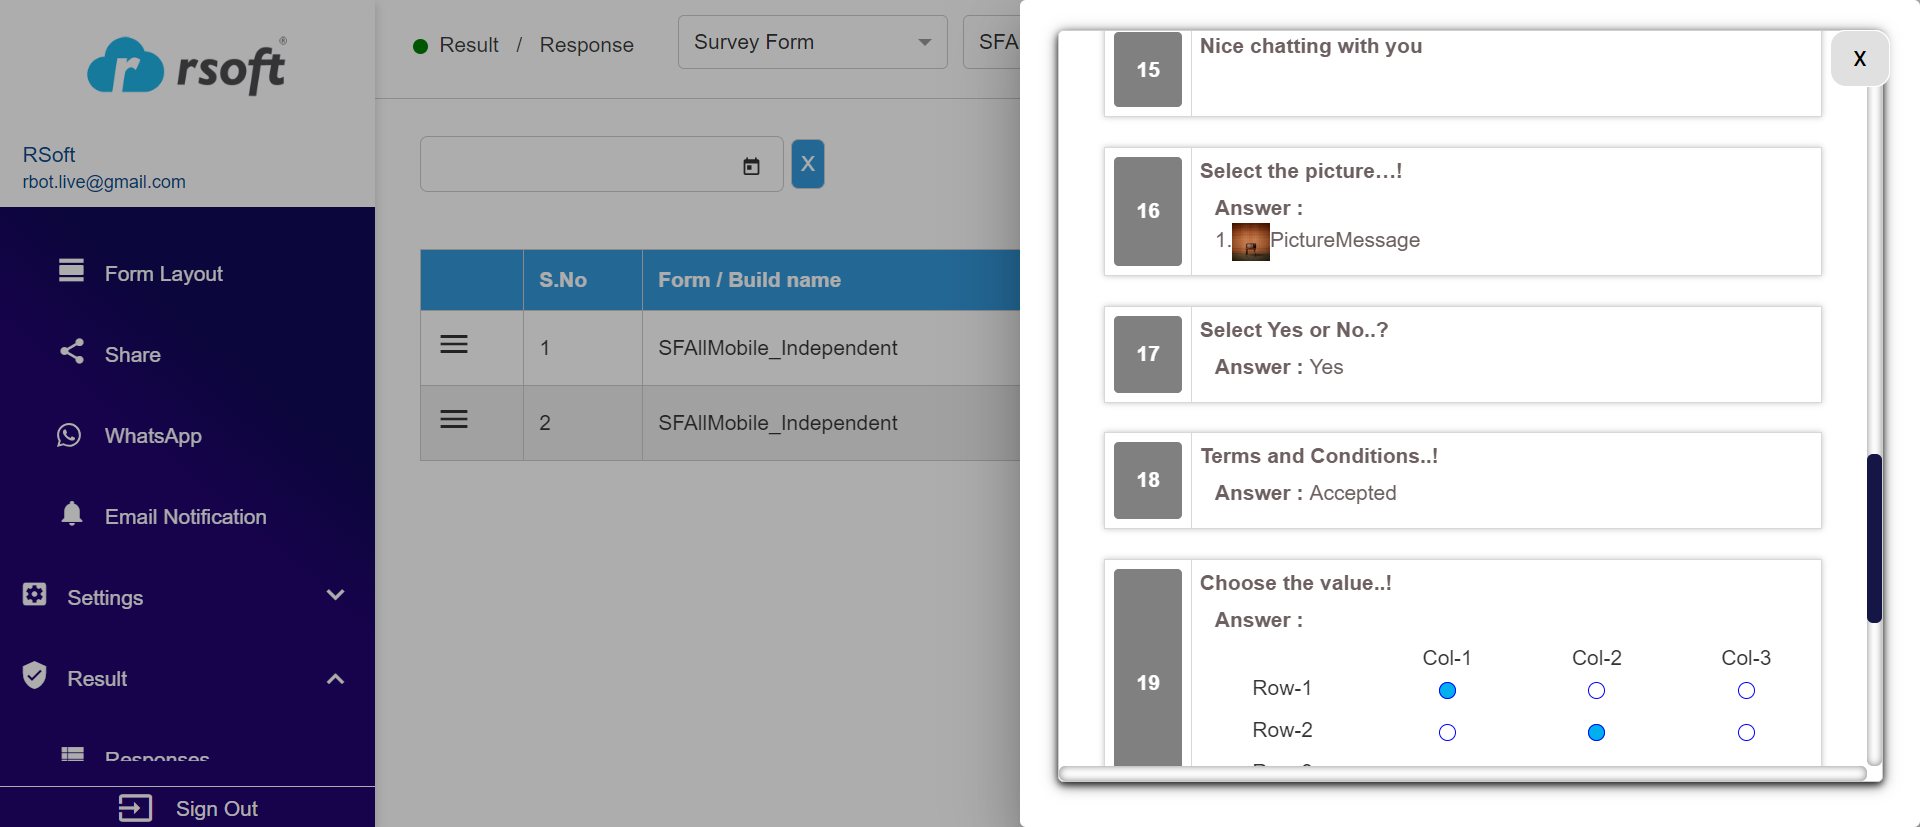 rsoft®
RSoft
rbot.live@gmail.com
Form Layout
Share
WhatsApp
Email Notification
Settings
Result
Responses
Sign Out
Result / Response
Survey Form
SFA
X
S.No Form / Build name
1 SFAllMobile_Independent
2 SFAllMobile_Independent
X
15 Nice chatting with you
16 Select the picture...!
Answer :
1. PictureMessage
17 Select Yes or No..?
Answer : Yes
18 Terms and Conditions..!
Answer : Accepted
19 Choose the value..!
Answer :
Col-1 Col-2 Col-3
Row-1
Row-2